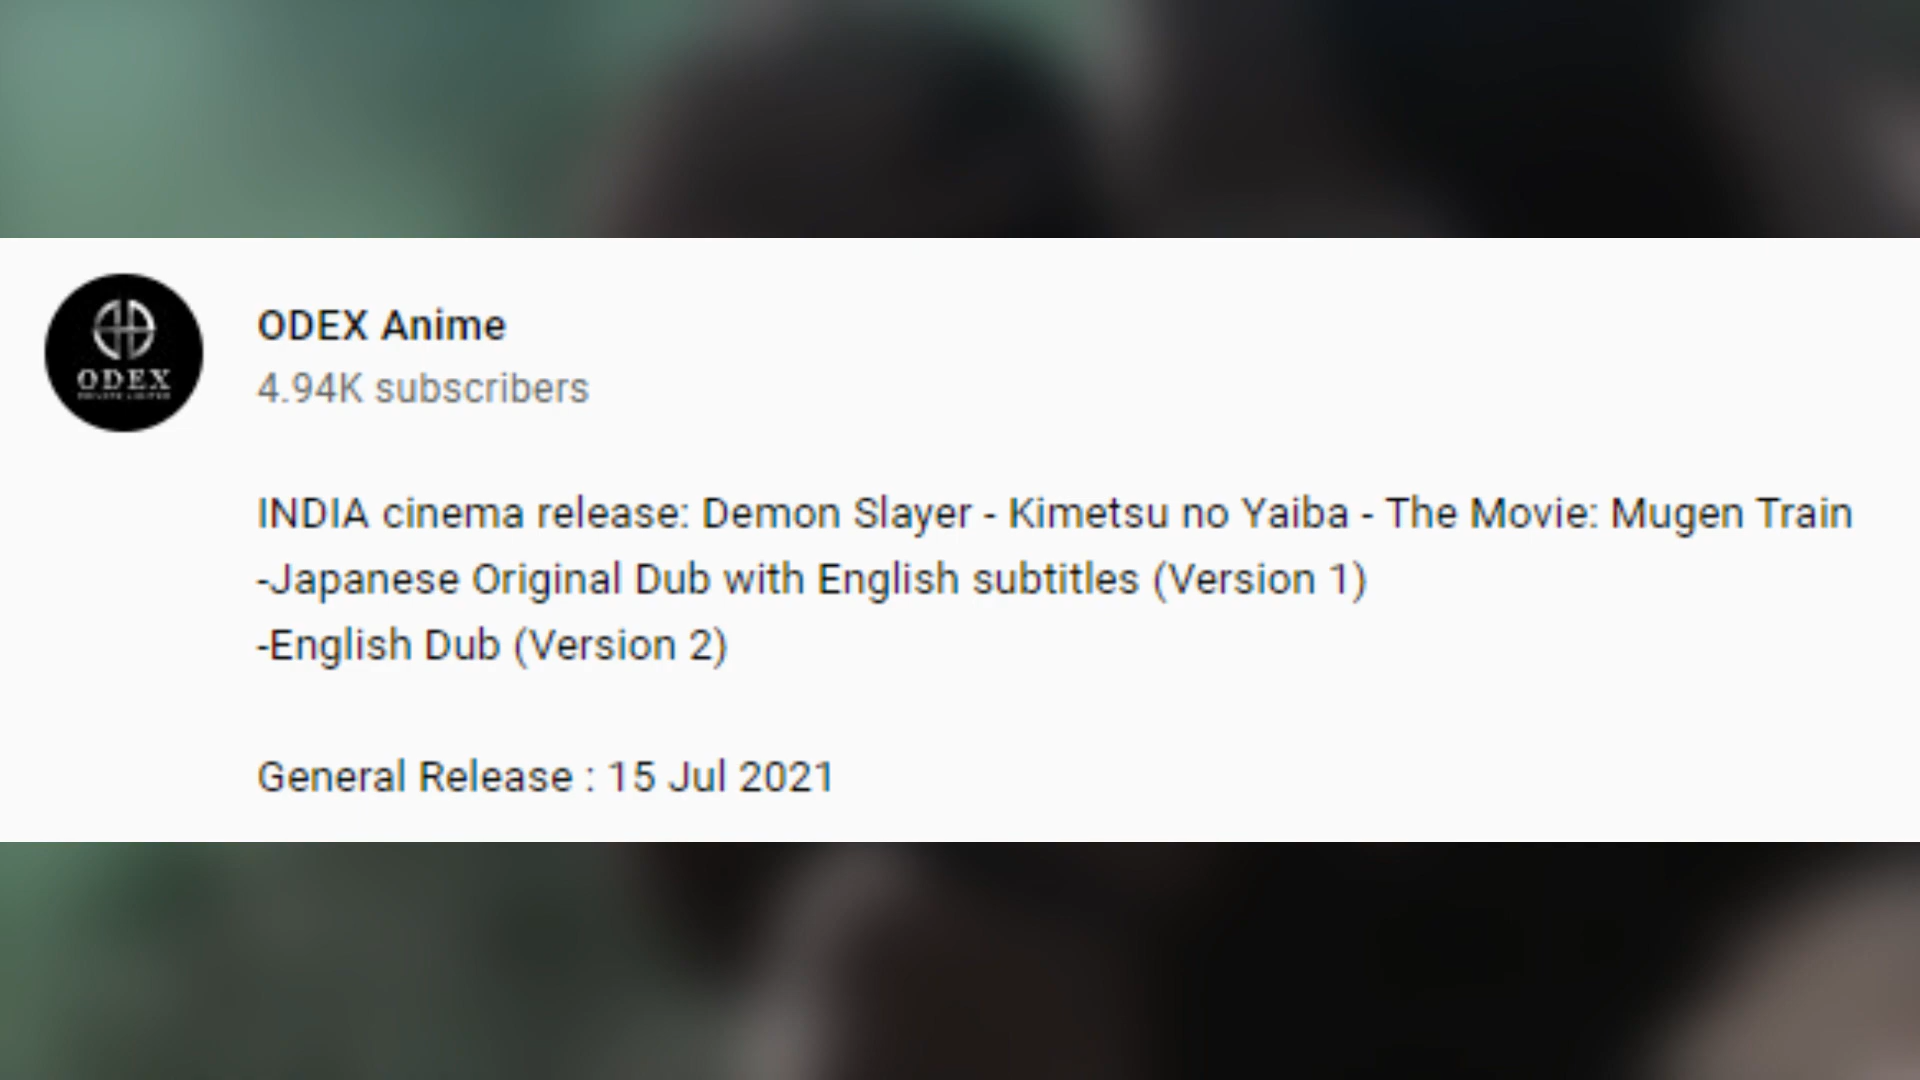 ODEX
ODEX Anime
4.94K subscribers
INDIA cinema release: Demon Slayer - Kimetsu no Yaiba - The Movie: Mugen Train
-Japanese Original Dub with English subtitles (Version 1)
-English Dub (Version 2)
General Release : 15 Jul 2021